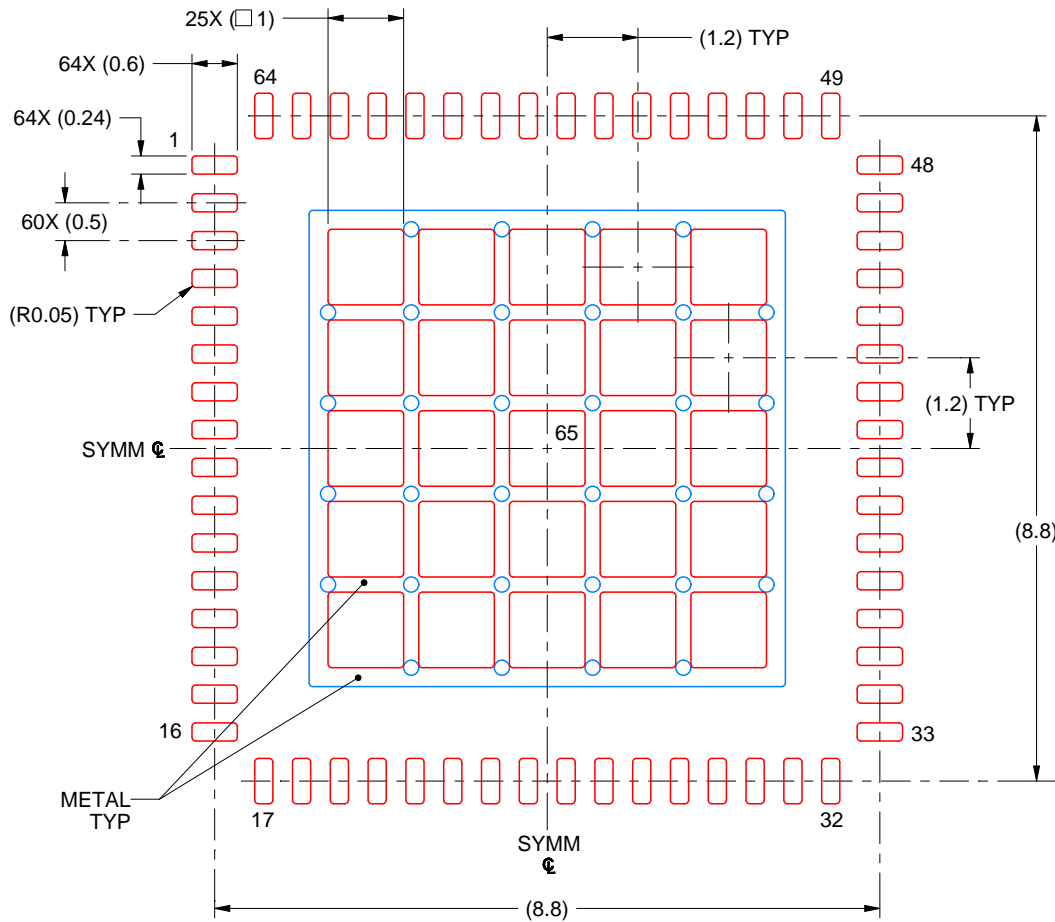 25X (□ 1)
(1.2) TYP
64X (0.6)
64
49
64X (0.24)
1
48
60X (0.5)
(R0.05) TYP
(1.2) TYP
65
SYMM ℄
(8.8)
16
33
METAL
TYP
17
32
SYMM
℄
(8.8)